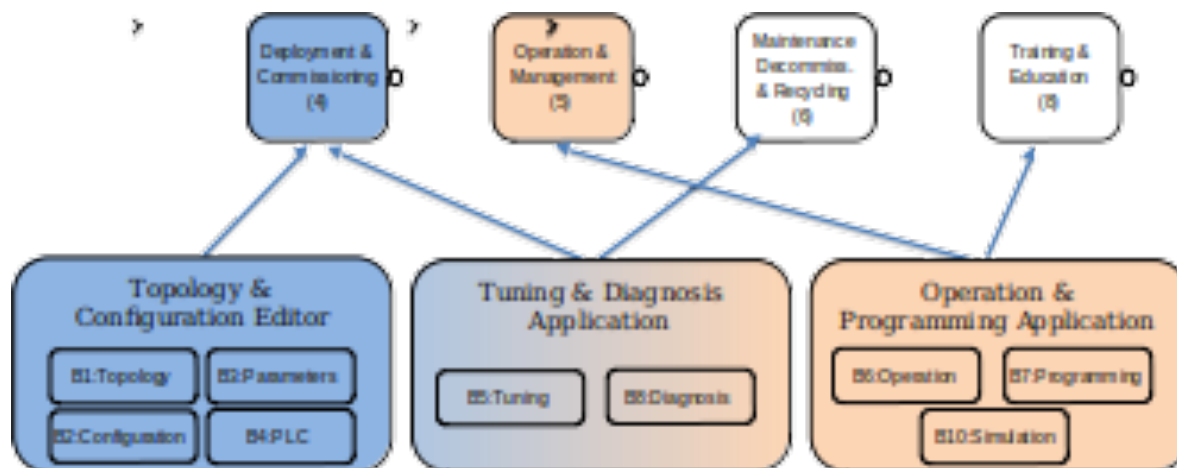 Deployment &
Commissioning
(4)
Operation &
Management
(5)
Maintenance
Decommiss.
& Recycling
(6)
Training &
Education
(8)
Topology &
Configuration Editor
B1:Topology
B3:Parameters
B2:Configuration
B4:PLC
Tuning & Diagnosis
Application
B5:Tuning
B8:Diagnosis
Operation &
Programming Application
B6:Operation
B7:Programming
B10:Simulation